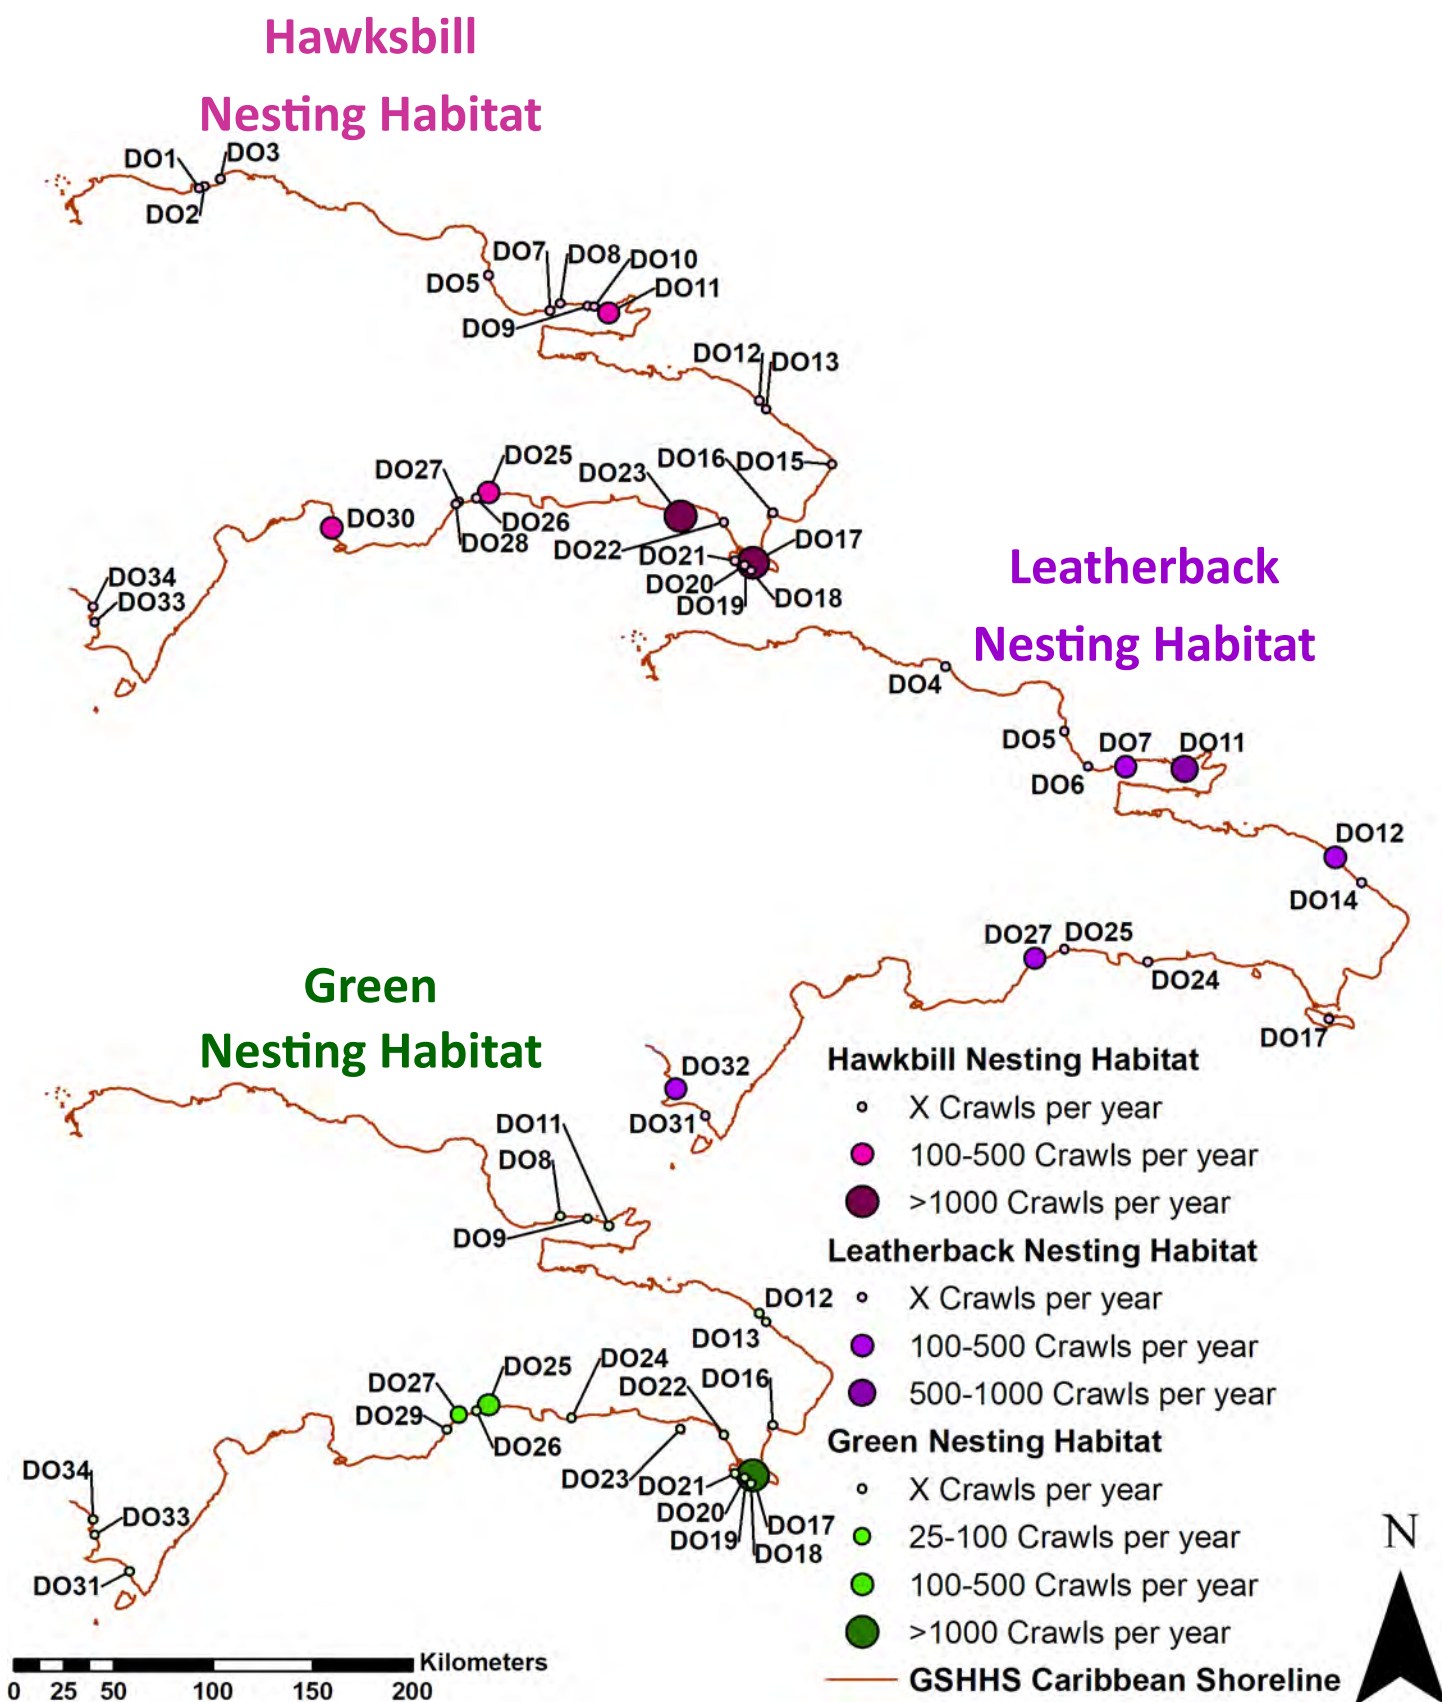 Hawksbill
Nesting Habitat
DO1
DO3
DO2
DO7
DO8
DO10
DO5
DO11
DO9
DO12
DO13
DO27
DO25
DO23
DO16
DO15
DO30
DO26
DO28
DO22
DO17
DO21
DO20
DO19
DO18
DO34
DO33
Leatherback
Nesting Habitat
DO4
DO5
DO7
DO11
DO6
DO12
DO14
DO27
DO25
DO24
DO17
DO32
DO31
Green
Nesting Habitat
DO11
DO8
DO9
DO12
DO13
DO27
DO25
DO24
DO22
DO16
DO29
DO26
DO23
DO21
DO20
DO19
DO17
DO18
DO34
DO33
DO31
Hawkbill Nesting Habitat
X Crawls per year
100-500 Crawls per year
>1000 Crawls per year
Leatherback Nesting Habitat
X Crawls per year
100-500 Crawls per year
500-1000 Crawls per year
Green Nesting Habitat
X Crawls per year
25-100 Crawls per year
100-500 Crawls per year
>1000 Crawls per year
GSHHS Caribbean Shoreline
N
Kilometers
0 25 50 100 150 200